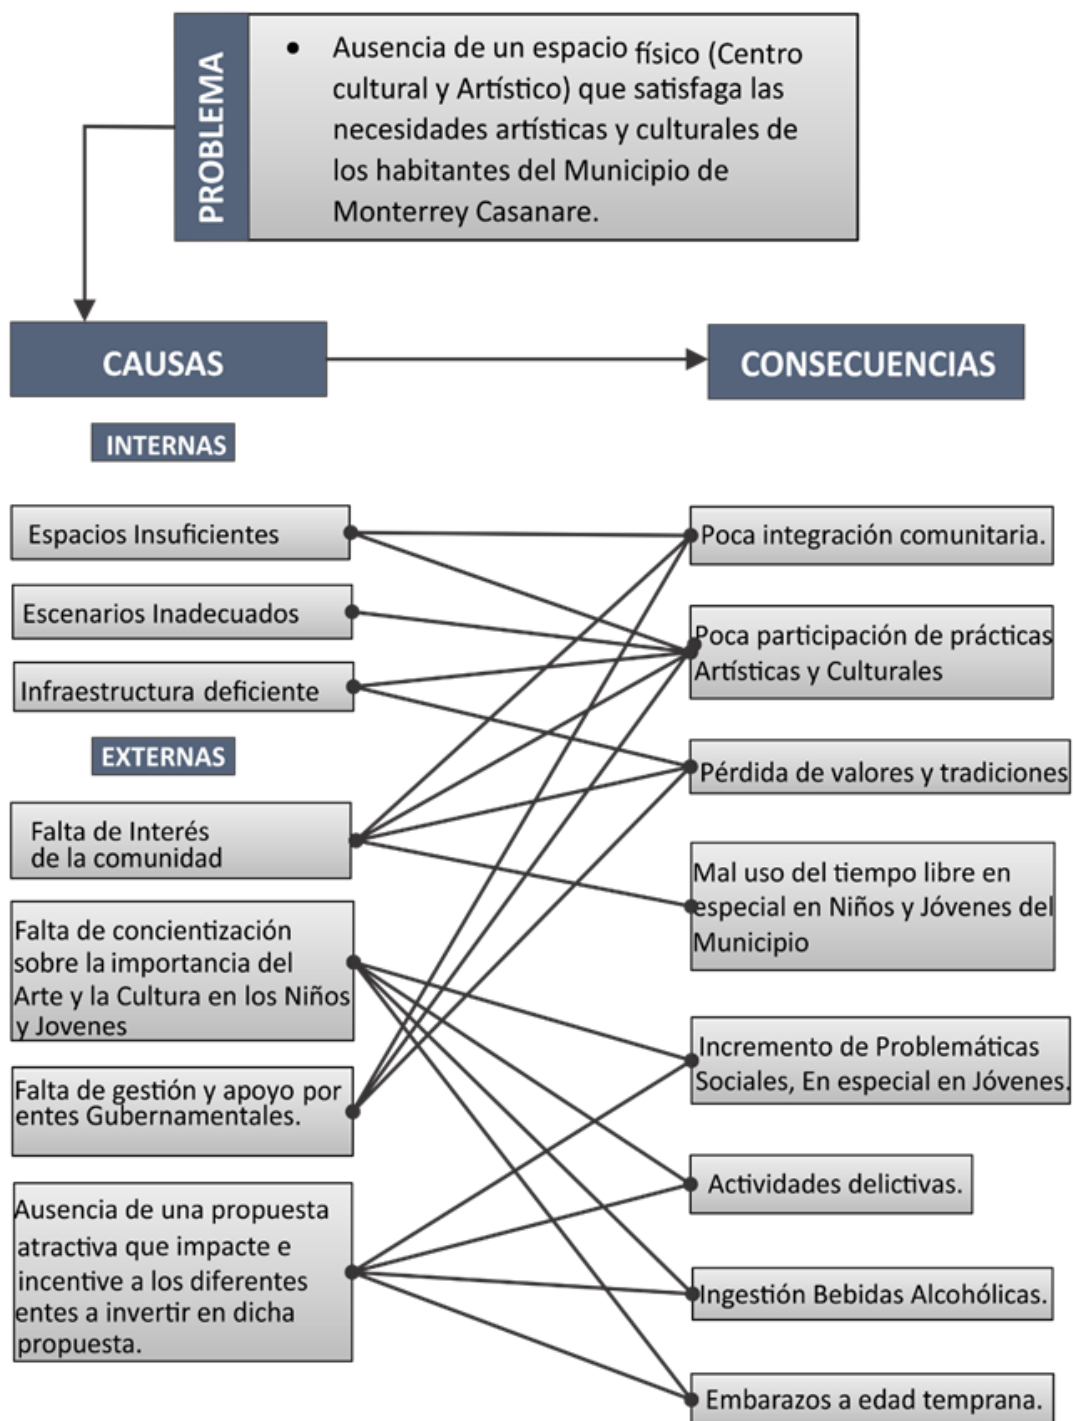 PROBLEMA
• Ausencia de un espacio físico (Centro
cultural y Artístico) que satisfaga las
necesidades artísticas y culturales de
los habitantes del Municipio de
Monterrey Casanare.
CAUSAS
CONSECUENCIAS
INTERNAS
Espacios Insuficientes
Escenarios Inadecuados
Infraestructura deficiente
EXTERNAS
Falta de Interés
de la comunidad
Falta de concientización
sobre la importancia del
Arte y la Cultura en los Niños
y Jovenes
Falta de gestión y apoyo por
entes Gubernamentales.
Ausencia de una propuesta
atractiva que impacte e
incentive a los diferentes
entes a invertir en dicha
propuesta.
Poca integración comunitaria.
Poca participación de prácticas
Artísticas y Culturales
Pérdida de valores y tradiciones
Mal uso del tiempo libre en
especial en Niños y Jóvenes del
Municipio
Incremento de Problemáticas
Sociales, En especial en Jóvenes.
Actividades delictivas.
Ingestión Bebidas Alcohólicas.
Embarazos a edad temprana.